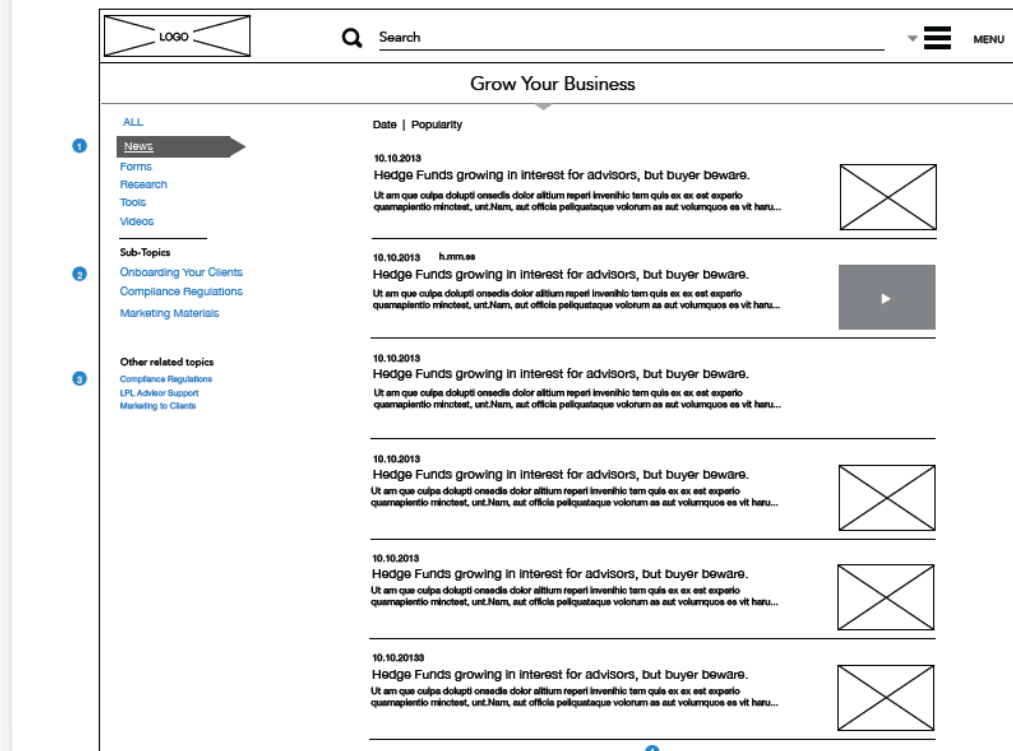 LOGO
Search
MENU
Grow Your Business
ALL
1
News
Forms
Research
Tools
Videos
Sub-Topics
2
Onboarding Your Clients
Compliance Regulations
Marketing Materials
Other related topics
3
Compliance Regulations
LPL Advisor Support
Marketing to Clients
Date | Popularity
10.10.2013
Hedge Funds growing in interest for advisors, but buyer beware.
Ut am que culpa dolupti onsedis dolor alitium reperi invenihic tem quis ex ex est experio
quamapientio minctest, unt.Nam, aut officia peliquataque volorum as aut volumquos es vit haru...
10.10.2013 h.mm.ss
Hedge Funds growing in interest for advisors, but buyer beware.
Ut am que culpa dolupti onsedis dolor alitium reperi invenihic tem quis ex ex est experio
quamapientio minctest, unt.Nam, aut officia peliquataque volorum as aut volumquos es vit haru...
10.10.2013
Hedge Funds growing in interest for advisors, but buyer beware.
Ut am que culpa dolupti onsedis dolor alitium reperi invenihic tem quis ex ex est experio
quamapientio minctest, unt.Nam, aut officia peliquataque volorum as aut volumquos es vit haru...
10.10.2013
Hedge Funds growing in interest for advisors, but buyer beware.
Ut am que culpa dolupti onsedis dolor alitium reperi invenihic tem quis ex ex est experio
quamapientio minctest, unt.Nam, aut officia peliquataque volorum as aut volumquos es vit haru...
10.10.2013
Hedge Funds growing in interest for advisors, but buyer beware.
Ut am que culpa dolupti onsedis dolor alitium reperi invenihic tem quis ex ex est experio
quamapientio minctest, unt.Nam, aut officia peliquataque volorum as aut volumquos es vit haru...
10.10.20133
Hedge Funds growing in interest for advisors, but buyer beware.
Ut am que culpa dolupti onsedis dolor alitium reperi invenihic tem quis ex ex est experio
quamapientio minctest, unt.Nam, aut officia peliquataque volorum as aut volumquos es vit haru...